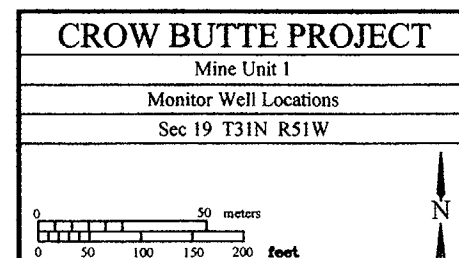 CROW BUTTE PROJECT
Mine Unit 1
Monitor Well Locations
Sec 19 T31N R51W
N
0 50 meters
0 50 100 150 200 feet